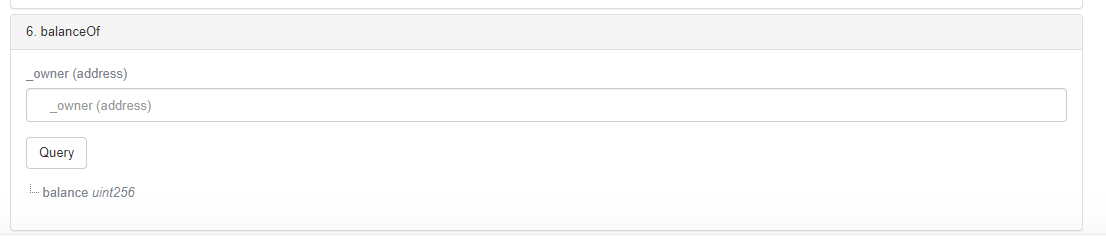 6. balanceOf
_owner (address)
_owner (address)
Query
balance uint256